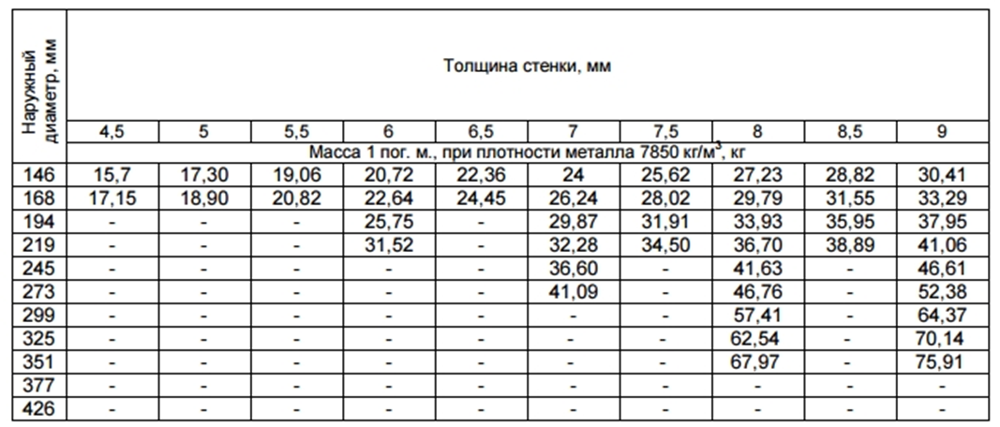 Наружный диаметр, мм
Толщина стенки, мм
4,5 5 5,5 6 6,5 7 7,5 8 8,5 9
Масса 1 пог. м., при плотности металла 7850 кг/м³, кг
146 15,7 17,30 19,06 20,72 22,36 24 25,62 27,23 28,82 30,41
168 17,15 18,90 20,82 22,64 24,45 26,24 28,02 29,79 31,55 33,29
194 - - - 25,75 - 29,87 31,91 33,93 35,95 37,95
219 - - - 31,52 - 32,28 34,50 36,70 38,89 41,06
245 - - - - - 36,60 - 41,63 - 46,61
273 - - - - - 41,09 - 46,76 - 52,38
299 - - - - - - - 57,41 - 64,37
325 - - - - - - - 62,54 - 70,14
351 - - - - - - - 67,97 - 75,91
377 - - - - - - - - - -
426 - - - - - - - - - -